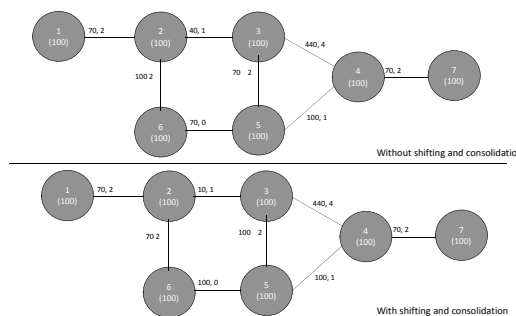 1 70, 2 2 40, 1 3
(100) (100) (100)
440, 4
4 70, 2 7
(100) (100)
100 2 70 2
100, 1
6 70, 0 5
(100) (100)
Without shifting and consolidatio
1 70, 2 2 10, 1 3
(100) (100) (100)
440, 4
4 70, 2 7
(100) (100)
70 2 100 2
100, 1
6 100, 0 5
(100) (100)
With shifting and consolidation